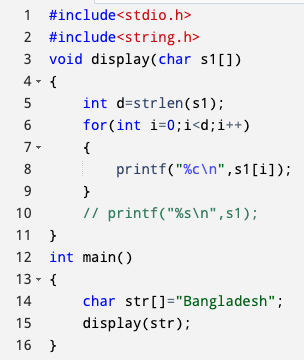 1 #include<stdio.h>
2 #include<string.h>
3 void display(char s1[])
4 {
5     int d=strlen(s1);
6     for(int i=0;i<d;i++)
7     {
8         printf("%c\n",s1[i]);
9     }
10     // printf("%s\n",s1);
11 }
12 int main()
13 {
14     char str[]="Bangladesh";
15     display(str);
16 }